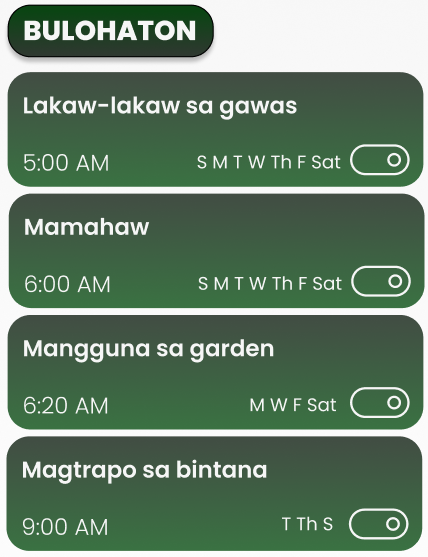 BULOHATON
Lakaw-lakaw sa gawas
5:00 AM S M T W Th F Sat
Mamahaw
6:00 AM S M T W Th F Sat
Mangguna sa garden
6:20 AM M W F Sat
Magtrapo sa bintana
9:00 AM T Th S